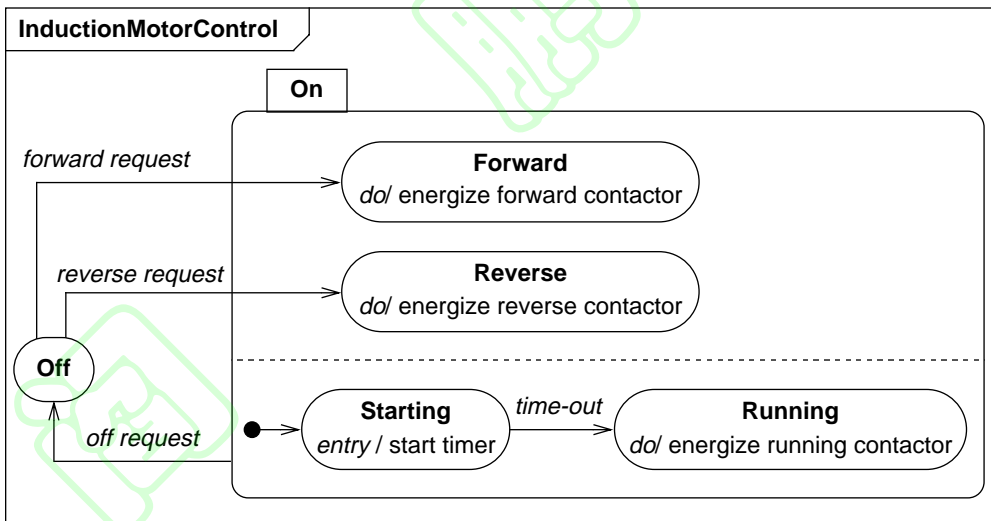 InductionMotorControl
On
forward request
Forward
do/ energize forward contactor
reverse request
Reverse
do/ energize reverse contactor
Off
off request
Starting
entry / start timer
time-out
Running
do/ energize running contactor